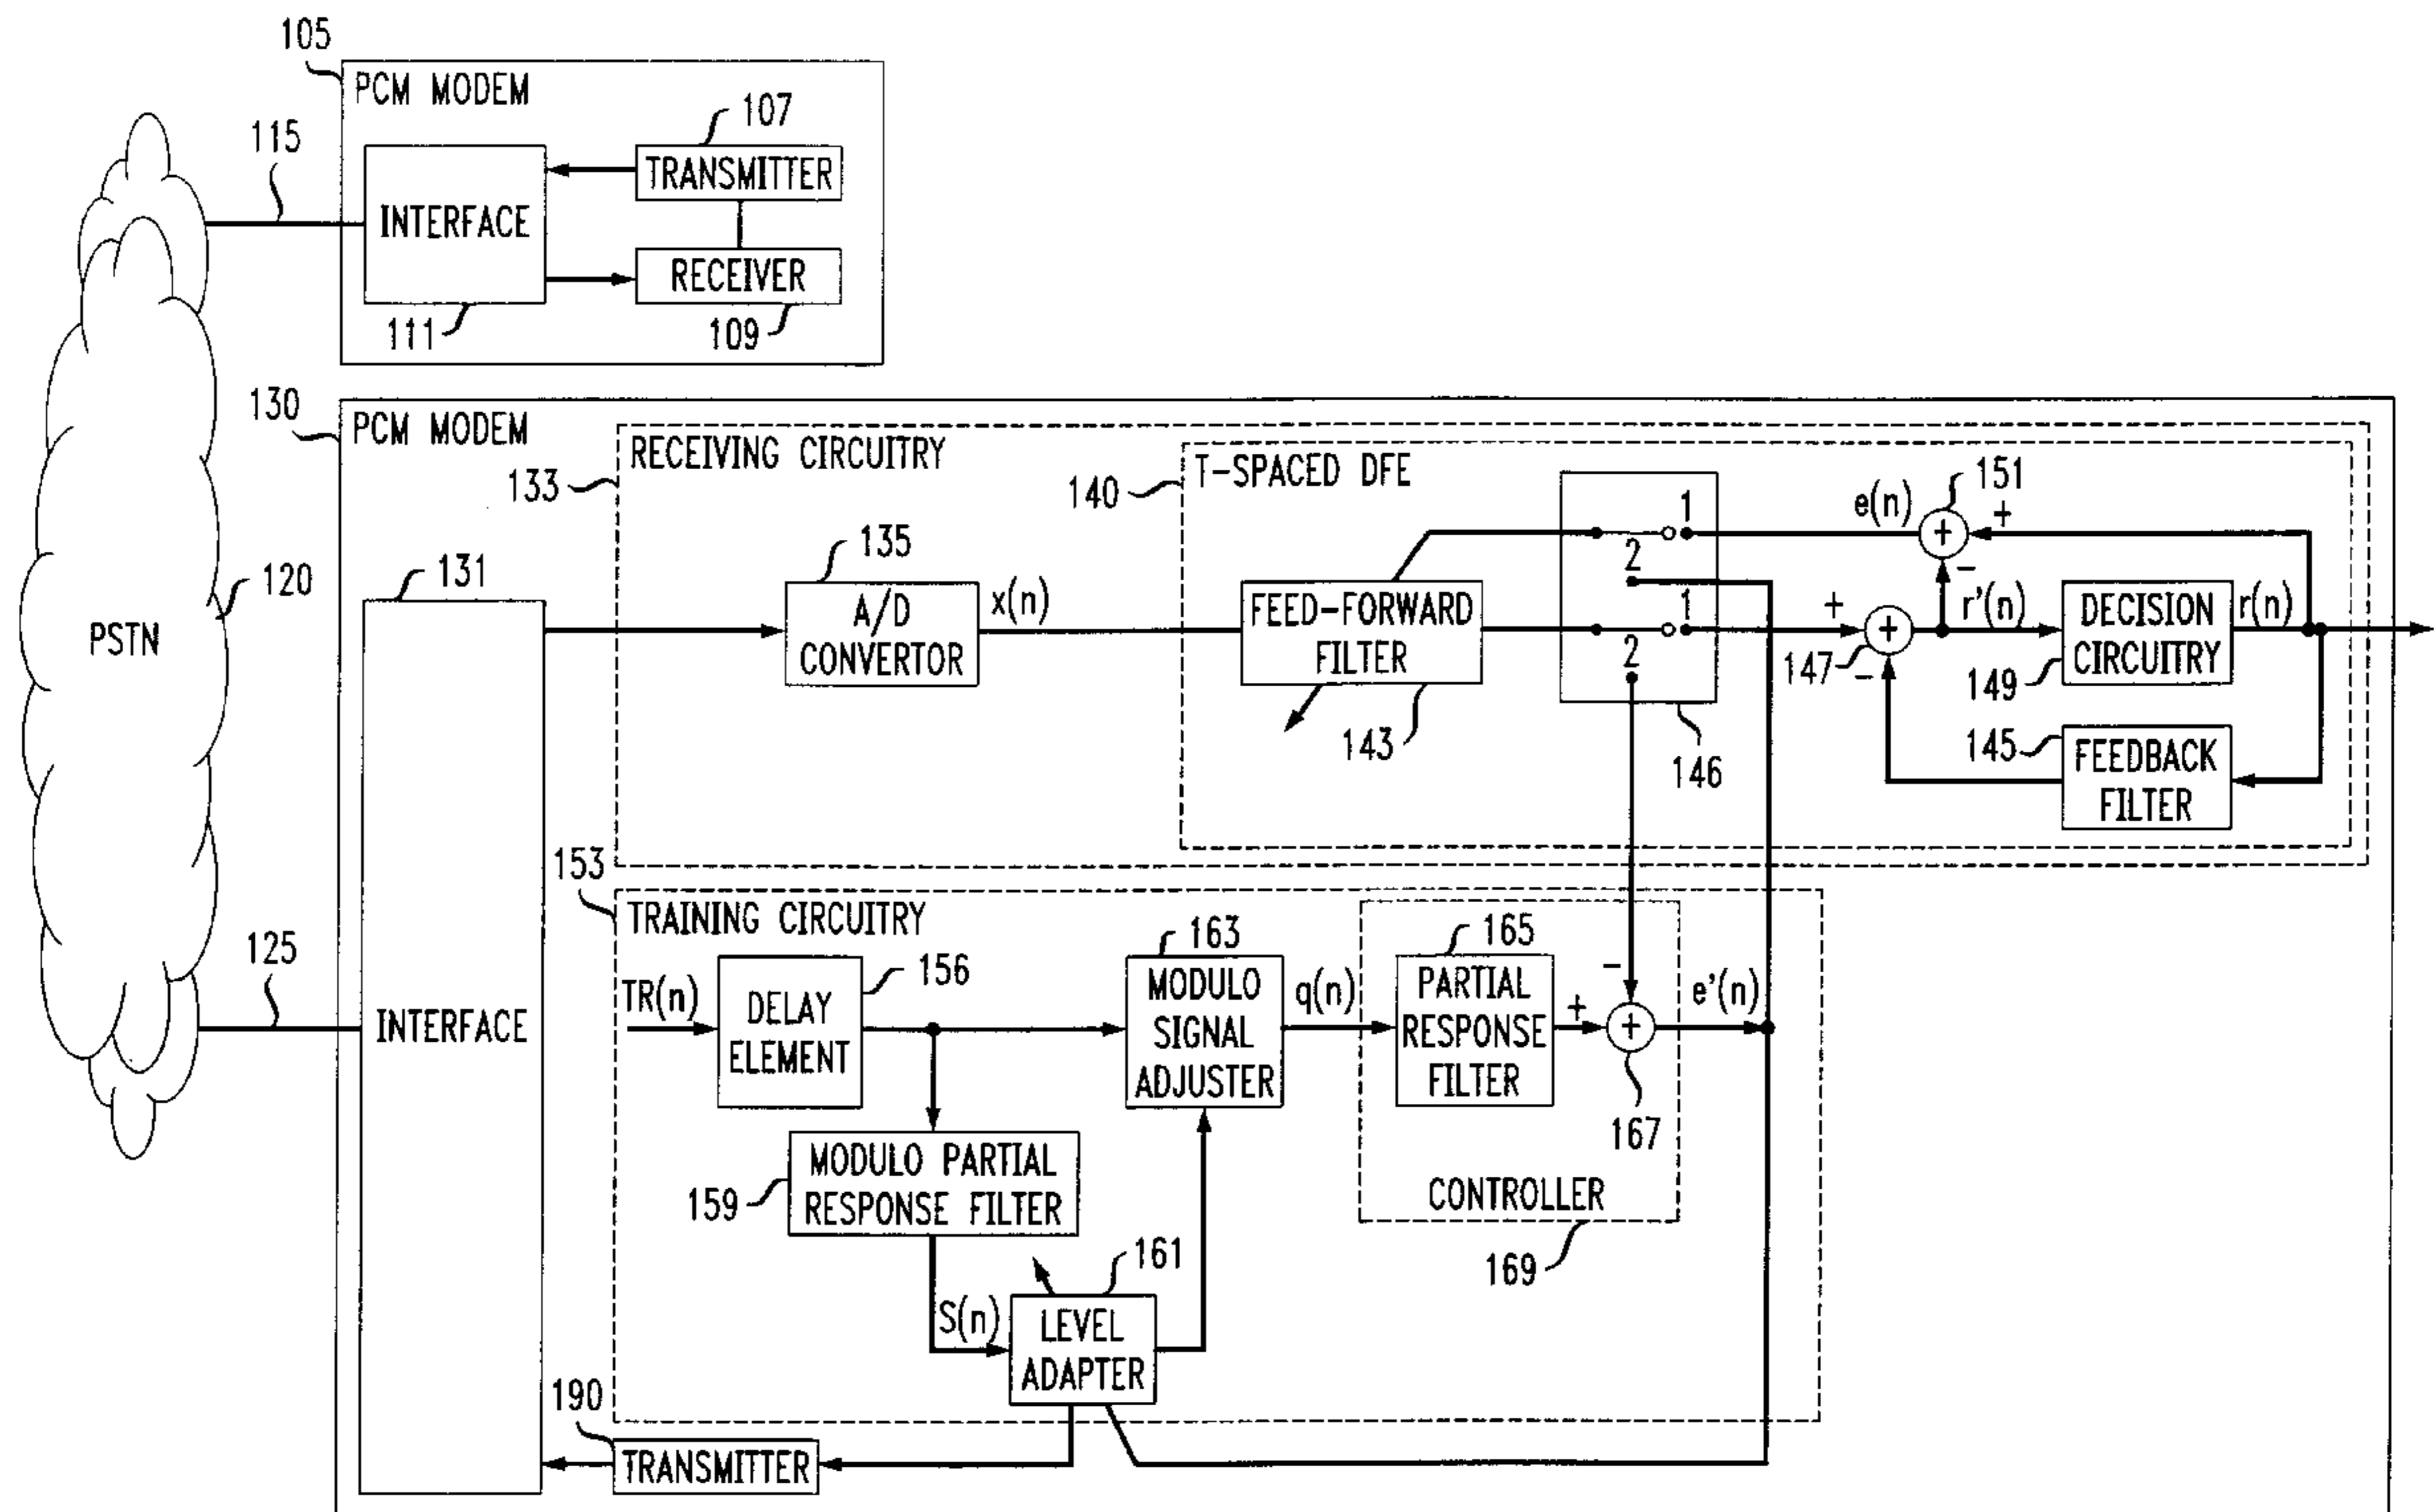 105
PCM MODEM
107
115
TRANSMITTER
INTERFACE
RECEIVER
111
109
130
PCM MODEM
RECEIVING CIRCUITRY
133
T-SPACED DFE
140
151
e(n)
1
+
+
−
2
135
131
120
PSTN
A/D
CONVERTOR
x(n)
FEED-FORWARD
FILTER
1
2
+
+
r'(n)
DECISION
CIRCUITRY
r(n)
147
−
149
143
146
145
FEEDBACK
FILTER
153
TRAINING CIRCUITRY
163
165
125
156
TR(n)
DELAY
ELEMENT
MODULO
SIGNAL
ADJUSTER
q(n)
PARTIAL
RESPONSE
FILTER
−
+
+
e'(n)
INTERFACE
167
MODULO PARTIAL
RESPONSE FILTER
159
CONTROLLER
169
161
S(n)
LEVEL
ADAPTER
190
TRANSMITTER